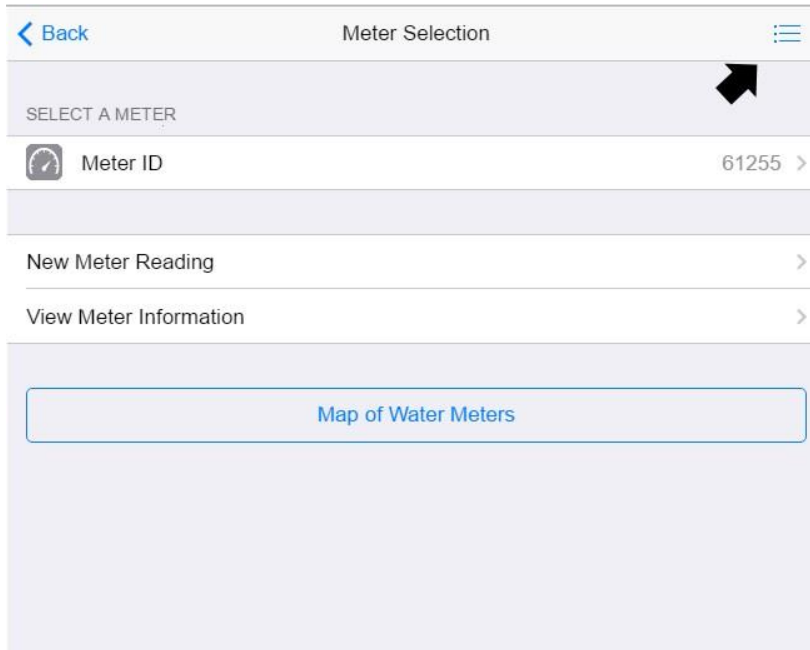 Back
Meter Selection
SELECT A METER
Meter ID 61255
New Meter Reading
View Meter Information
Map of Water Meters